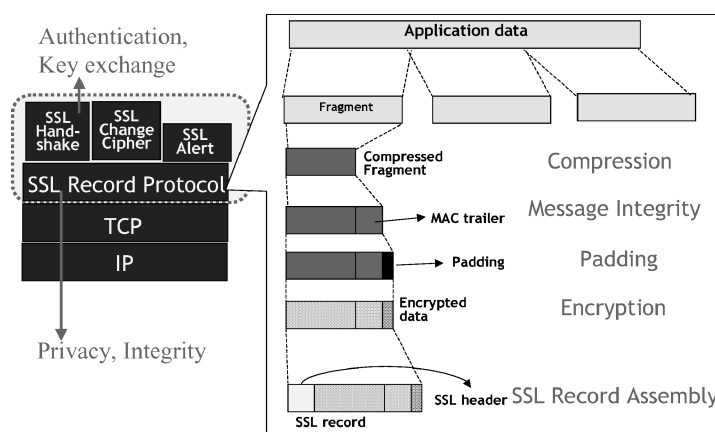 Authentication,
Key exchange
SSL
Hand-
shake
SSL
Change
Cipher
SSL
Alert
SSL Record Protocol
TCP
IP
Privacy, Integrity
Application data
Fragment
Compressed
Fragment
Compression
MAC trailer
Message Integrity
Padding
Padding
Encrypted
data
Encryption
SSL header
SSL Record Assembly
SSL record